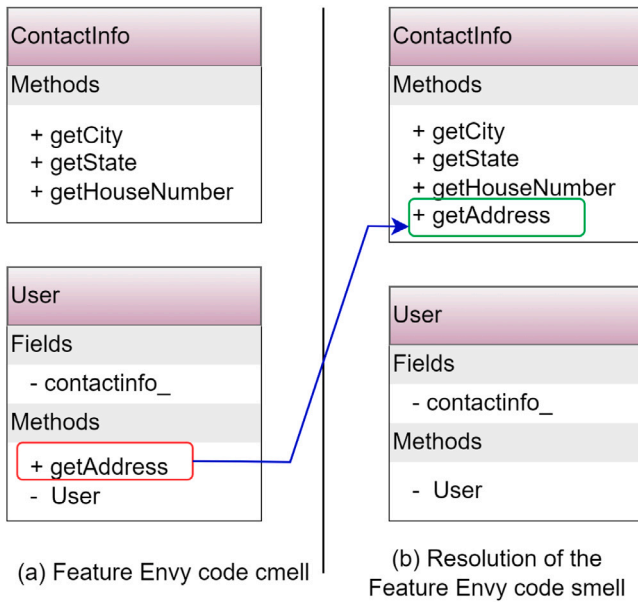 ContactInfo
Methods
+ getCity
+ getState
+ getHouseNumber
User
Fields
- contactinfo_
Methods
+ getAddress
- User
(a) Feature Envy code cmell
ContactInfo
Methods
+ getCity
+ getState
+ getHouseNumber
+ getAddress
User
Fields
- contactinfo_
Methods
- User
(b) Resolution of the
Feature Envy code smell